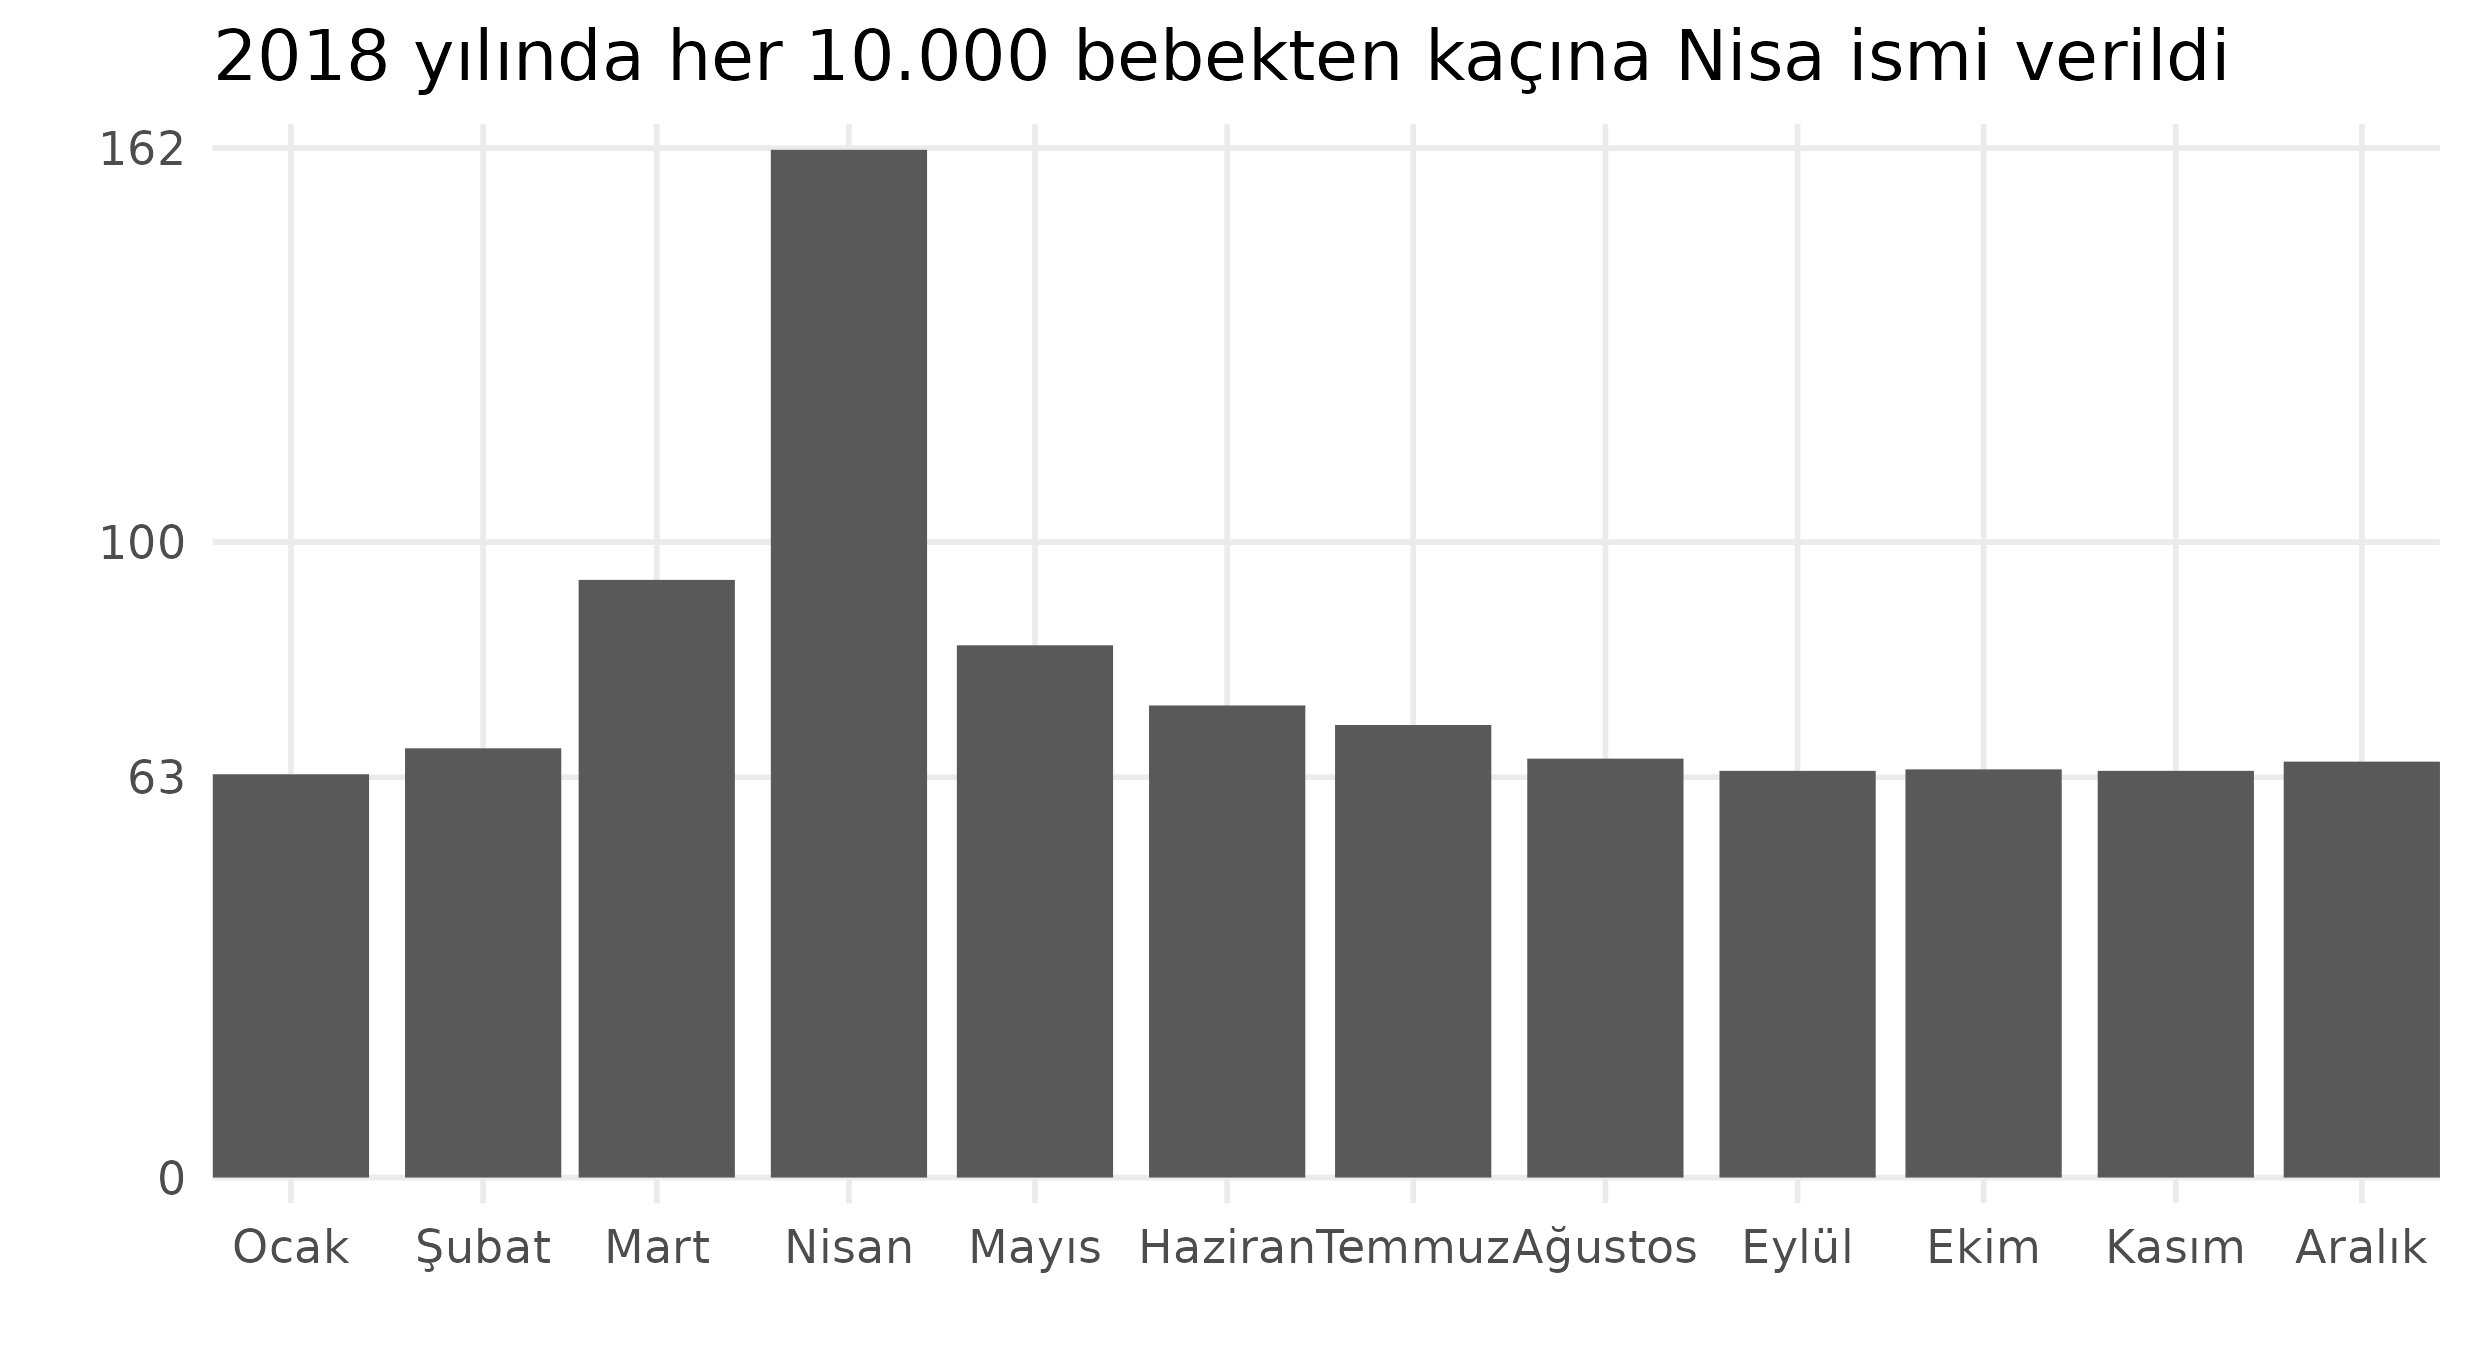 2018 yılında her 10.000 bebekten kaçına Nisa ismi verildi
162
100
63
0
Ocak Şubat Mart Nisan Mayıs Haziran Temmuz Ağustos Eylül Ekim Kasım Aralık